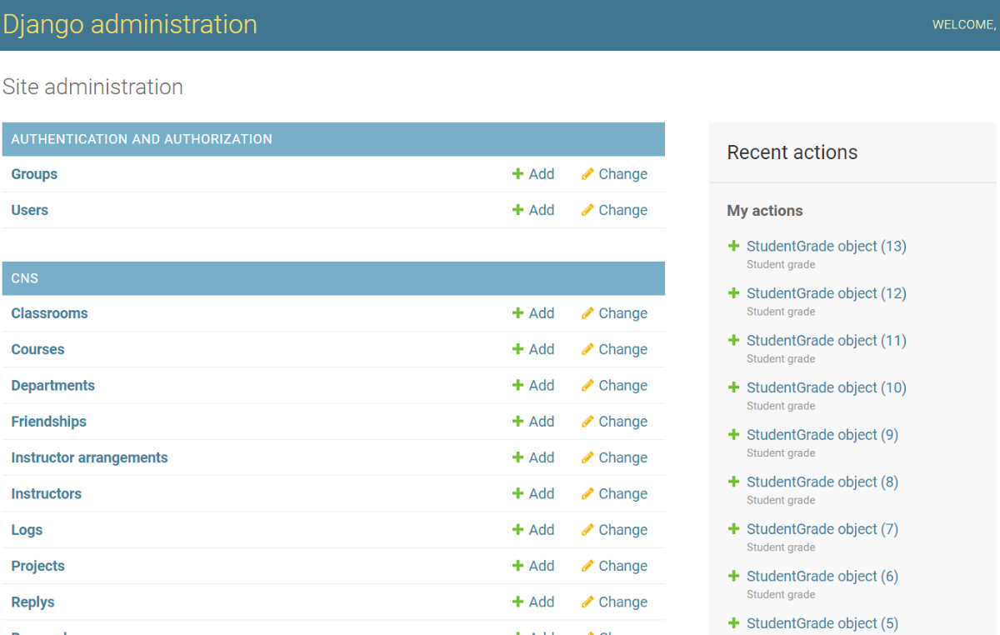 Django administration
WELCOME,
Site administration
AUTHENTICATION AND AUTHORIZATION
Groups Add Change
Users Add Change
CNS
Classrooms Add Change
Courses Add Change
Departments Add Change
Friendships Add Change
Instructor arrangements Add Change
Instructors Add Change
Logs Add Change
Projects Add Change
Replys Add Change
Recent actions
My actions
StudentGrade object (13)
Student grade
StudentGrade object (12)
Student grade
StudentGrade object (11)
Student grade
StudentGrade object (10)
Student grade
StudentGrade object (9)
Student grade
StudentGrade object (8)
Student grade
StudentGrade object (7)
Student grade
StudentGrade object (6)
Student grade
StudentGrade object (5)